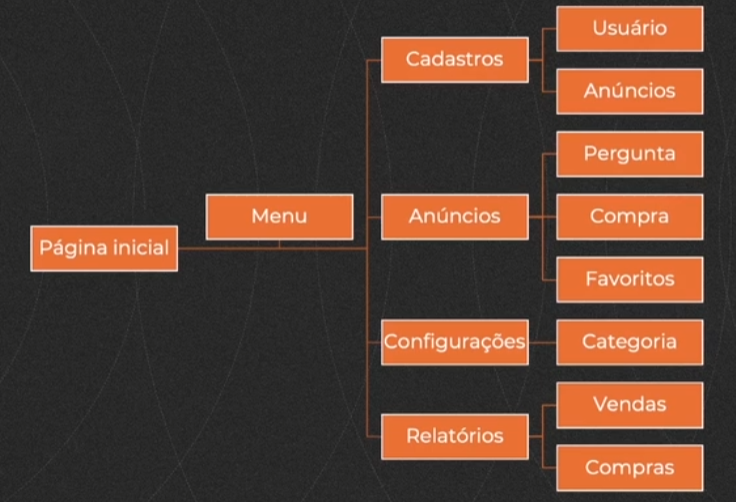 Página inicial
Menu
Cadastros
Usuário
Anúncios
Anúncios
Pergunta
Compra
Favoritos
Configurações
Categoria
Relatórios
Vendas
Compras